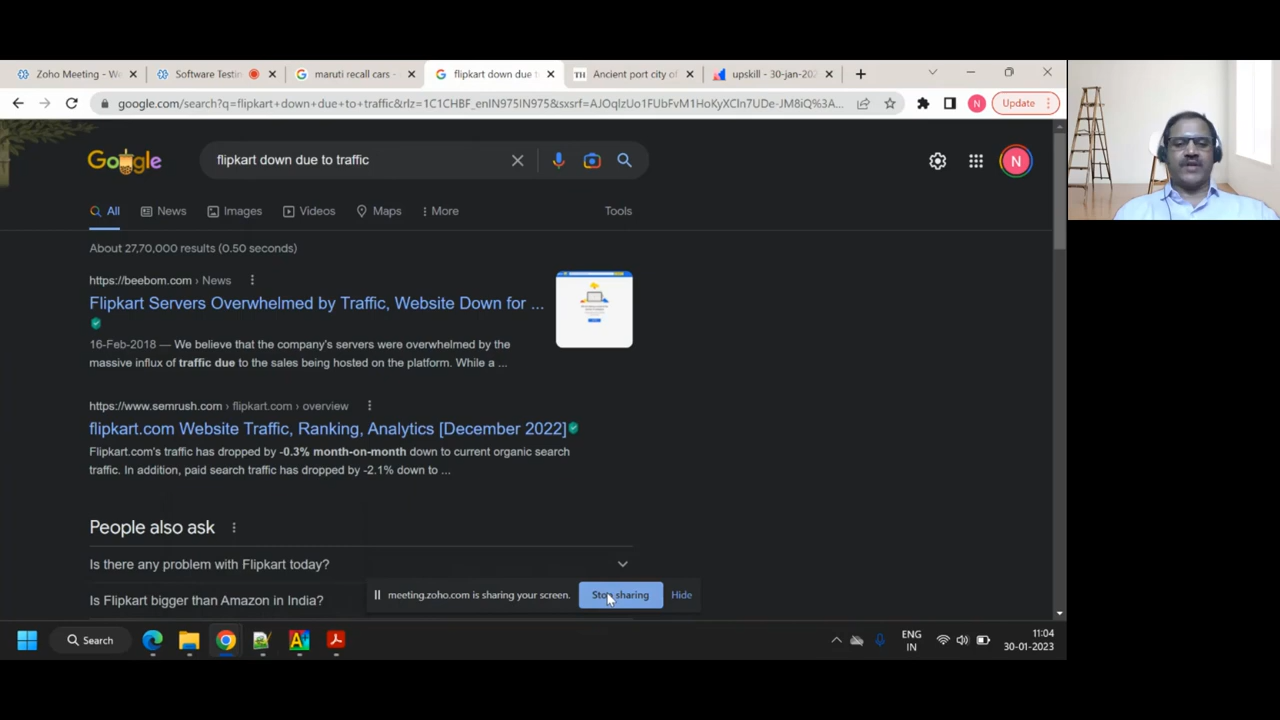 Zoho Meeting - We
Software Testin
maruti recall cars -
flipkart down due t
TH Ancient port city of
upskill - 30-jan-202
google.com/search?q=flipkart+down+due+to+traffic&rlz=1C1CHBF_enIN975IN975&sxsrf=AJOqlzUo1FUbFvM1HoKyXCln7UDe-JM8iQ%3A...
N
Update
Google
flipkart down due to traffic
N
All
News
Images
Videos
Maps
More
Tools
About 27,70,000 results (0.50 seconds)
https://beebom.com › News
Flipkart Servers Overwhelmed by Traffic, Website Down for ...
16-Feb-2018 — We believe that the company's servers were overwhelmed by the
massive influx of traffic due to the sales being hosted on the platform. While a ...
https://www.semrush.com › flipkart.com › overview
flipkart.com Website Traffic, Ranking, Analytics [December 2022]
Flipkart.com's traffic has dropped by -0.3% month-on-month down to current organic search
traffic. In addition, paid search traffic has dropped by -2.1% down to ...
People also ask
Is there any problem with Flipkart today?
Is Flipkart bigger than Amazon in India?
meeting.zoho.com is sharing your screen.
Stop sharing
Hide
Search
ENG
IN
11:04
30-01-2023